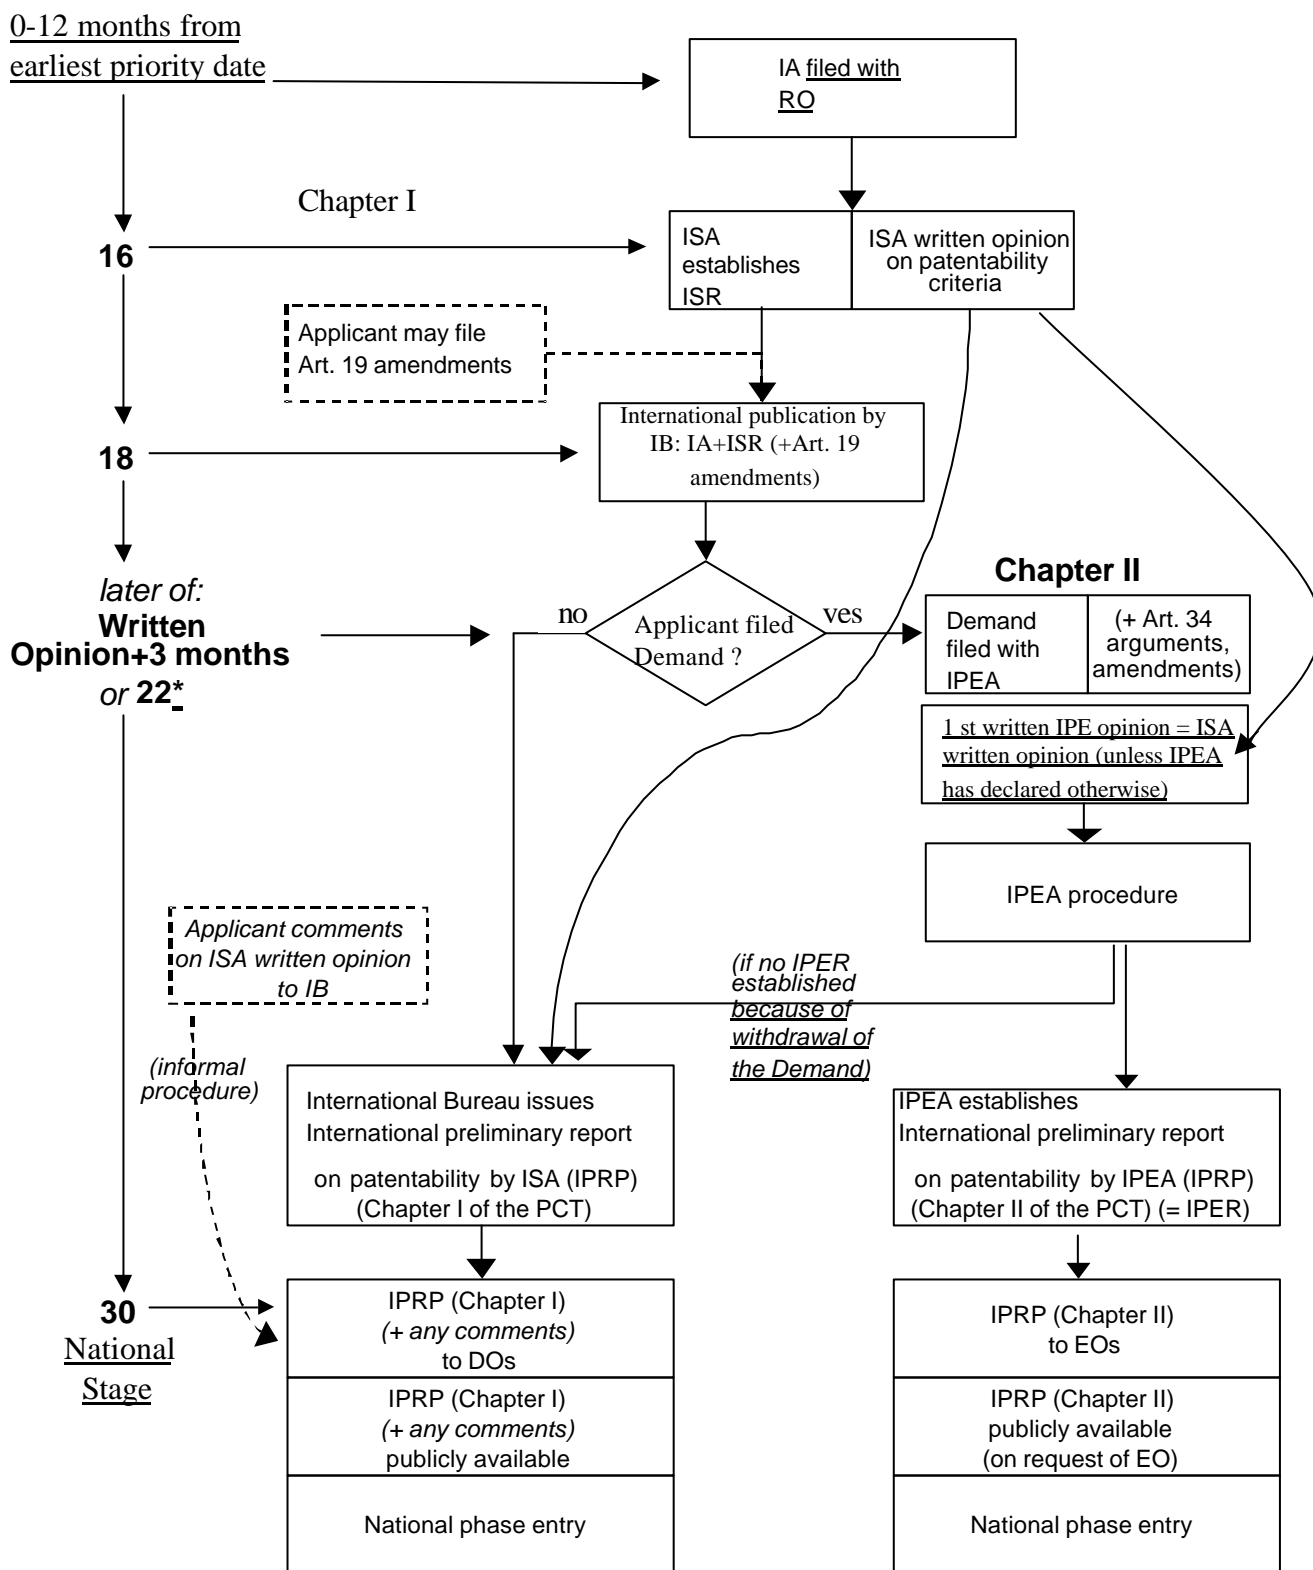 0-12 months from
earliest priority date
IA filed with
RO
Chapter I
16
ISA
establishes
ISR
ISA written opinion
on patentability
criteria
Applicant may file
Art. 19 amendments
18
International publication by
IB: IA+ISR (+Art. 19
amendments)
later of:
Written
Opinion+3 months
or 22*
no
Applicant filed
Demand ?
yes
Chapter II
Demand
filed with
IPEA
(+ Art. 34
arguments,
amendments)
1 st written IPE opinion = ISA
written opinion (unless IPEA
has declared otherwise)
IPEA procedure
Applicant comments
on ISA written opinion
to IB
(informal
procedure)
(if no IPER
established
because of
withdrawal of
the Demand)
International Bureau issues
International preliminary report
on patentability by ISA (IPRP)
(Chapter I of the PCT)
IPEA establishes
International preliminary report
on patentability by IPEA (IPRP)
(Chapter II of the PCT) (= IPER)
30
National
Stage
IPRP (Chapter I)
(+ any comments)
to DOs
IPRP (Chapter II)
to EOs
IPRP (Chapter I)
(+ any comments)
publicly available
IPRP (Chapter II)
publicly available
(on request of EO)
National phase entry
National phase entry